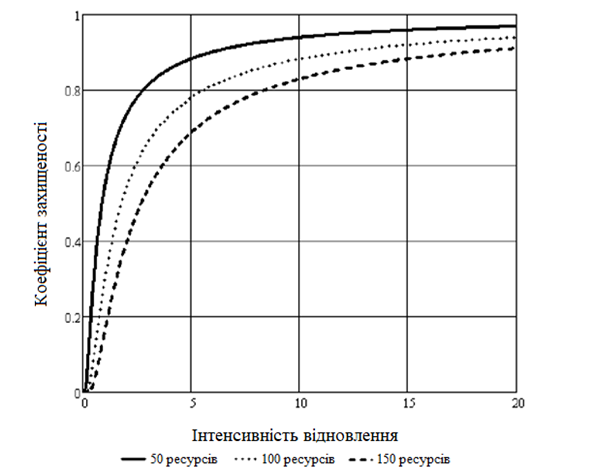 1
0.8
0.6
0.4
0.2
0
0 5 10 15 20
Коефіцієнт захищеності
Інтенсивність відновлення
50 ресурсів 100 ресурсів 150 ресурсів